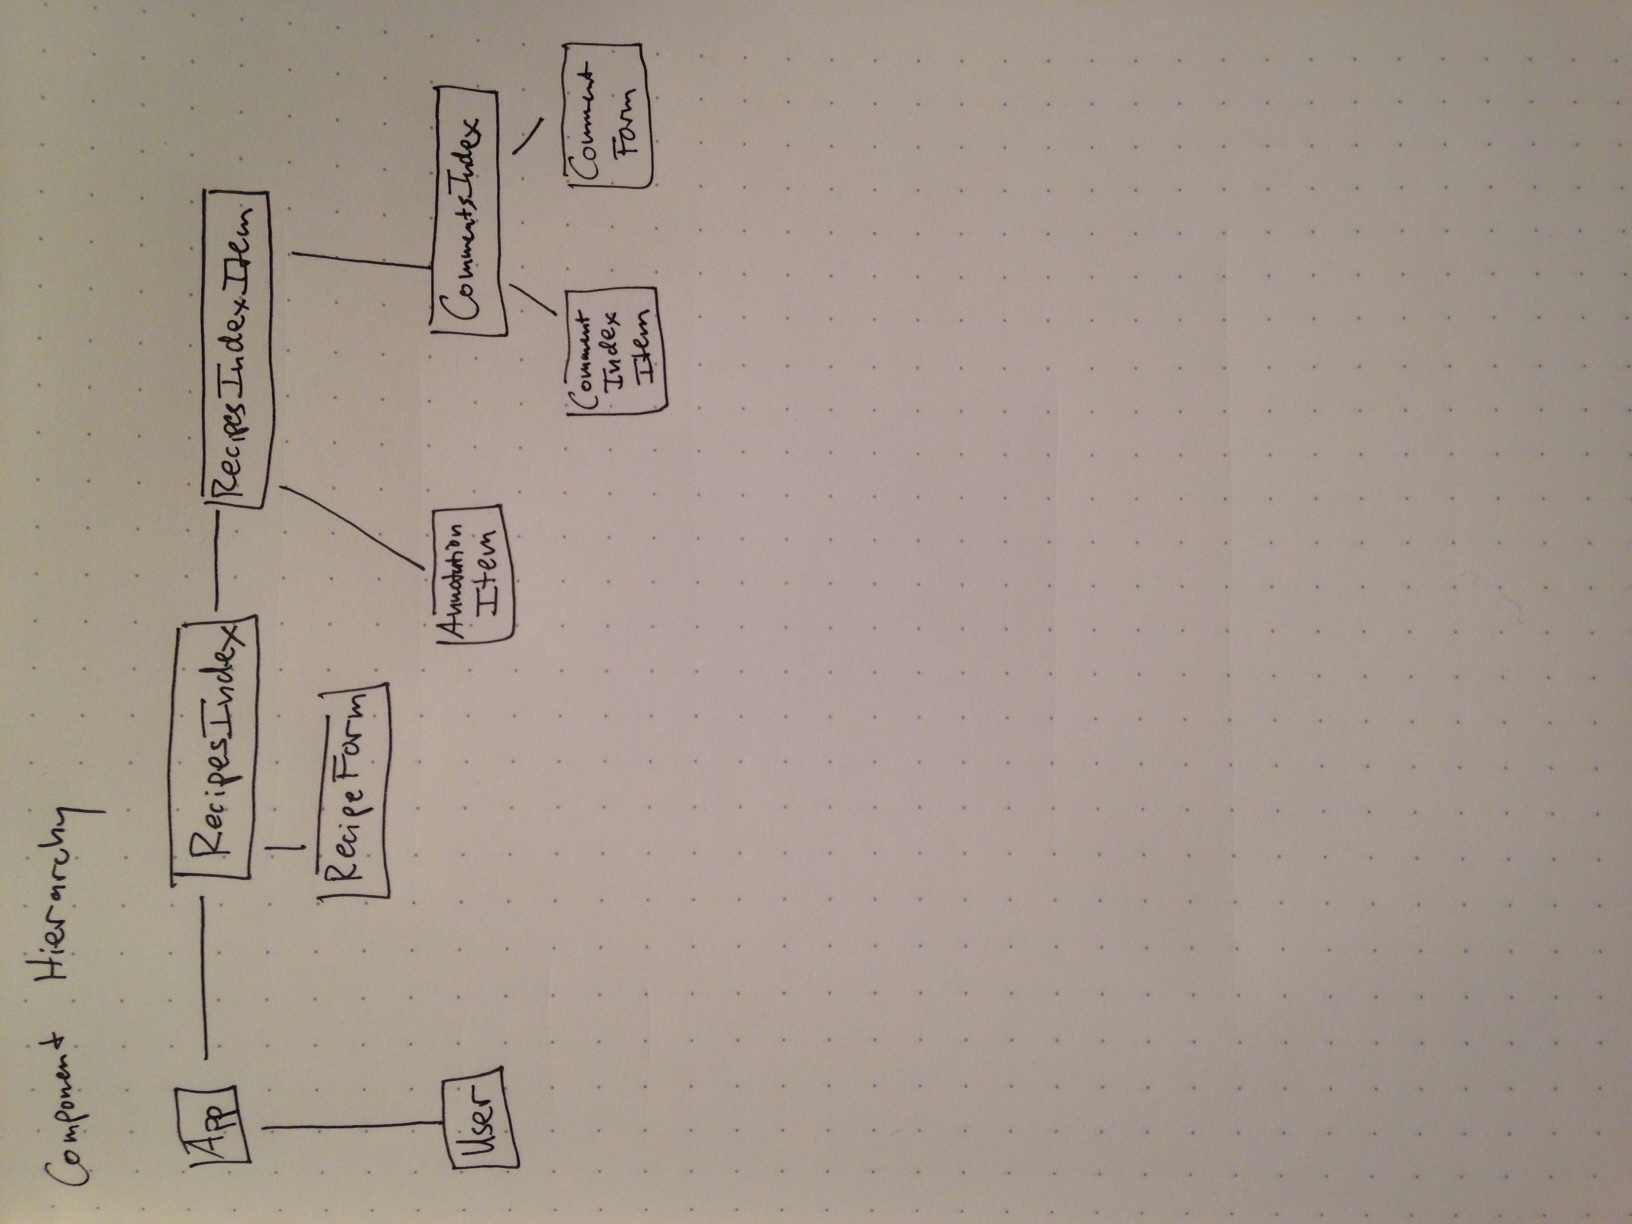 Component Hierarchy
App
RecipesIndex
RecipesIndexItem
RecipeForm
User
Annotation
Item
CommentsIndex
Comment
Index
Item
Comment
Form